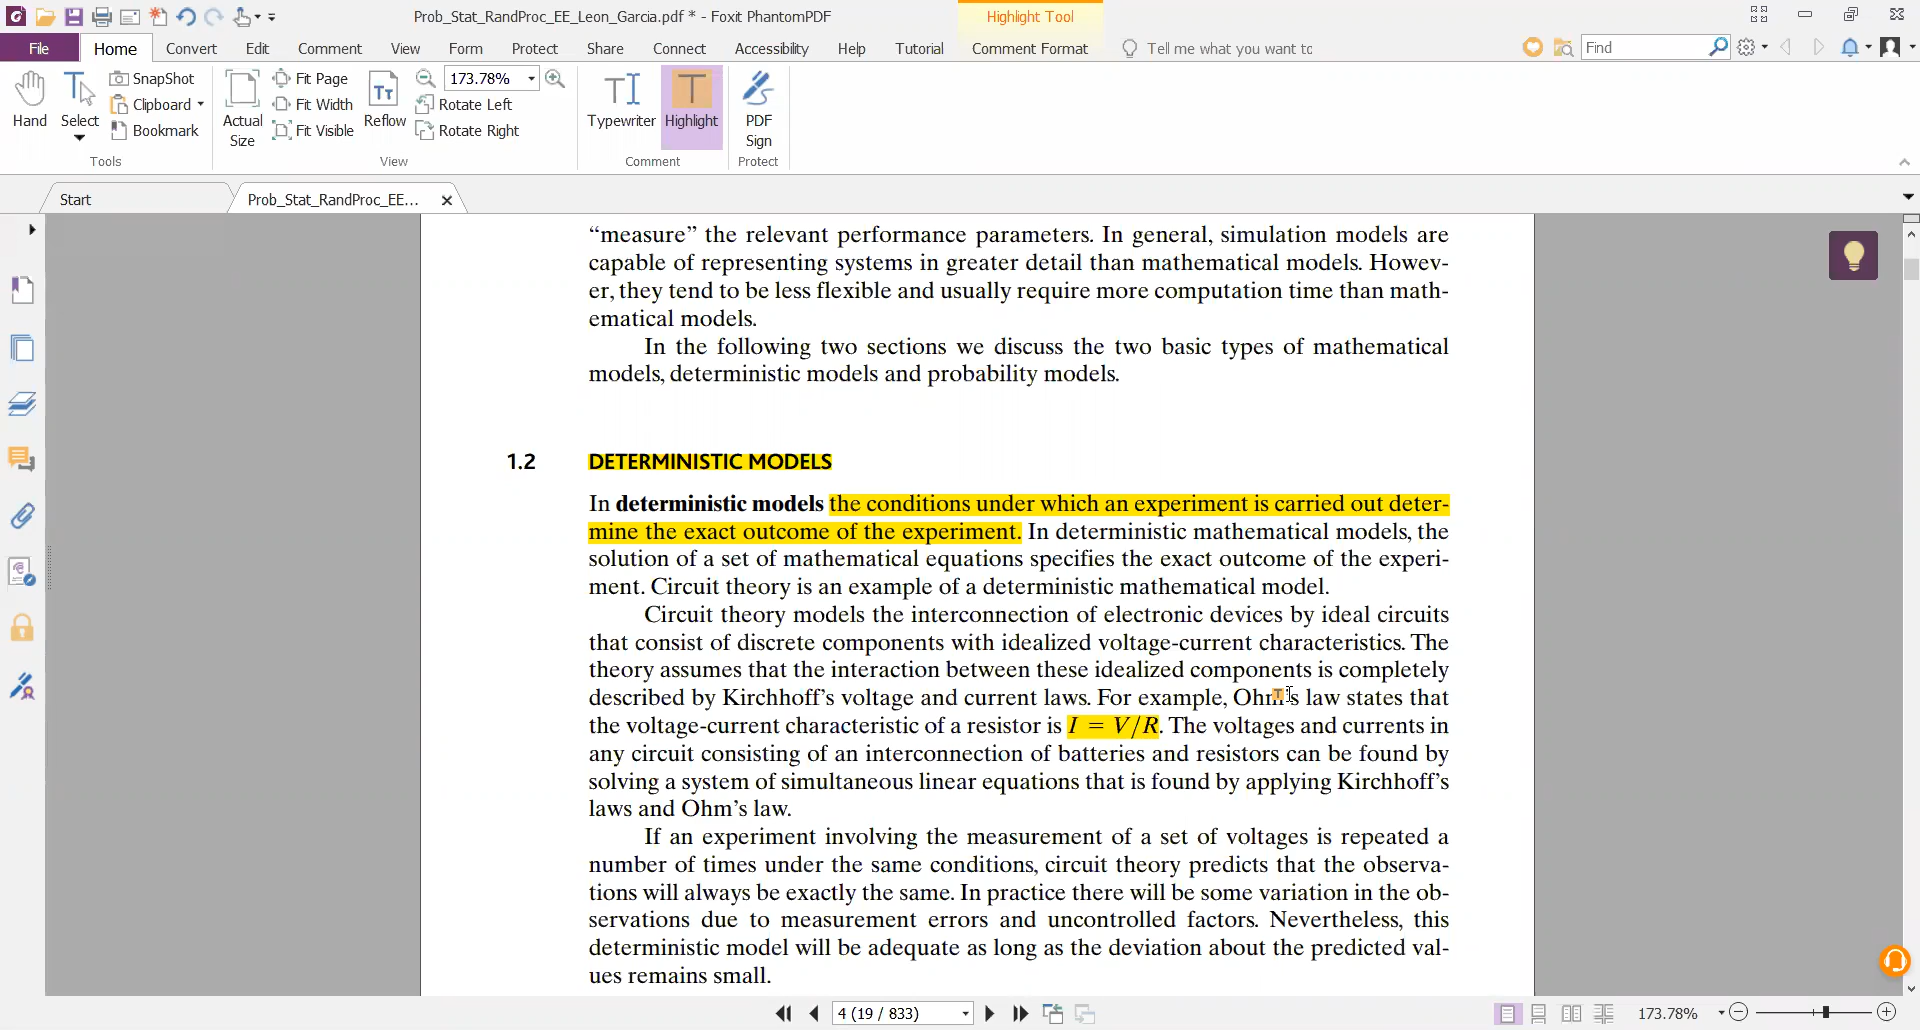 Prob_Stat_RandProc_EE_Leon_Garcia.pdf * - Foxit PhantomPDF
Highlight Tool
File Home Convert Edit Comment View Form Protect Share Connect Accessibility Help Tutorial Comment Format Tell me what you want to Find
Hand
Select
SnapShot
Clipboard
Bookmark
Tools
Actual Size
Fit Page
Fit Width
Fit Visible
Reflow
173.78%
Rotate Left
Rotate Right
View
Typewriter
Highlight
Comment
PDF Sign
Protect
Start
Prob_Stat_RandProc_EE...
“measure” the relevant performance parameters. In general, simulation models are
capable of representing systems in greater detail than mathematical models. Howev-
er, they tend to be less flexible and usually require more computation time than math-
ematical models.
In the following two sections we discuss the two basic types of mathematical
models, deterministic models and probability models.
1.2 DETERMINISTIC MODELS
In deterministic models the conditions under which an experiment is carried out deter-
mine the exact outcome of the experiment. In deterministic mathematical models, the
solution of a set of mathematical equations specifies the exact outcome of the experi-
ment. Circuit theory is an example of a deterministic mathematical model.
Circuit theory models the interconnection of electronic devices by ideal circuits
that consist of discrete components with idealized voltage-current characteristics. The
theory assumes that the interaction between these idealized components is completely
described by Kirchhoff’s voltage and current laws. For example, Ohm’s law states that
the voltage-current characteristic of a resistor is I = V/R. The voltages and currents in
any circuit consisting of an interconnection of batteries and resistors can be found by
solving a system of simultaneous linear equations that is found by applying Kirchhoff’s
laws and Ohm’s law.
If an experiment involving the measurement of a set of voltages is repeated a
number of times under the same conditions, circuit theory predicts that the observa-
tions will always be exactly the same. In practice there will be some variation in the ob-
servations due to measurement errors and uncontrolled factors. Nevertheless, this
deterministic model will be adequate as long as the deviation about the predicted val-
ues remains small.
4 (19 / 833)
173.78%